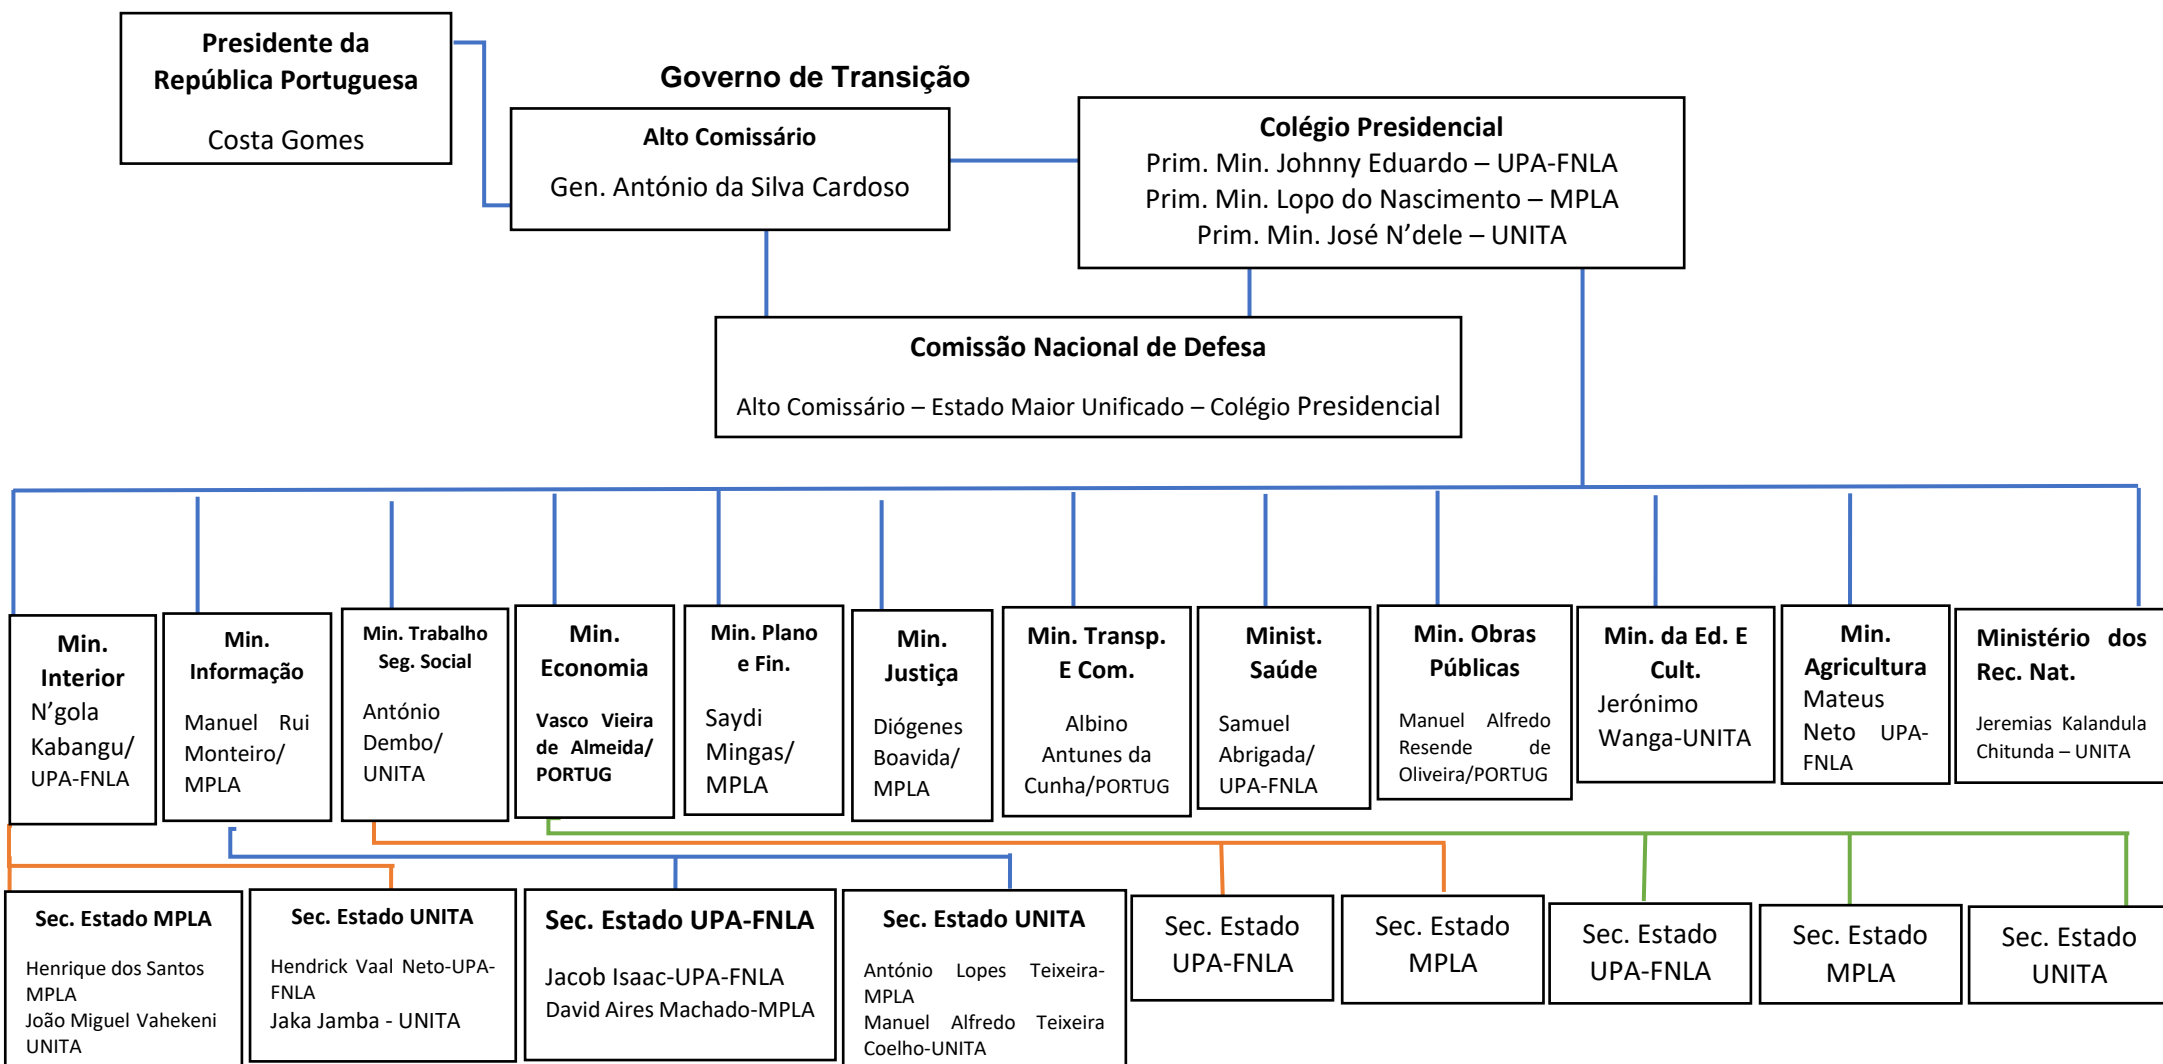 Presidente da
República Portuguesa
Costa Gomes
Governo de Transição
Alto Comissário
Gen. António da Silva Cardoso
Colégio Presidencial
Prim. Min. Johnny Eduardo – UPA-FNLA
Prim. Min. Lopo do Nascimento – MPLA
Prim. Min. José N’dele – UNITA
Comissão Nacional de Defesa
Alto Comissário – Estado Maior Unificado – Colégio Presidencial
Min.
Interior
N’gola
Kabangu/
UPA-FNLA
Min.
Informação
Manuel Rui
Monteiro/
MPLA
Min. Trabalho
Seg. Social
António
Dembo/
UNITA
Min.
Economia
Vasco Vieira
de Almeida/
PORTUG
Min. Plano
e Fin.
Saydi
Mingas/
MPLA
Min.
Justiça
Diógenes
Boavida/
MPLA
Min. Transp.
E Com.
Albino
Antunes da
Cunha/PORTUG
Minist.
Saúde
Samuel
Abrigada/
UPA-FNLA
Min. Obras
Públicas
Manuel Alfredo
Resende de
Oliveira/PORTUG
Min. da Ed. E
Cult.
Jerónimo
Wanga-UNITA
Min.
Agricultura
Mateus
Neto UPA-
FNLA
Ministério dos
Rec. Nat.
Jeremias Kalandula
Chitunda – UNITA
Sec. Estado MPLA
Henrique dos Santos
MPLA
João Miguel Vahekeni
UNITA
Sec. Estado UNITA
Hendrick Vaal Neto-UPA-
FNLA
Jaka Jamba - UNITA
Sec. Estado UPA-FNLA
Jacob Isaac-UPA-FNLA
David Aires Machado-MPLA
Sec. Estado UNITA
António Lopes Teixeira-
MPLA
Manuel Alfredo Teixeira
Coelho-UNITA
Sec. Estado
UPA-FNLA
Sec. Estado
MPLA
Sec. Estado
UPA-FNLA
Sec. Estado
MPLA
Sec. Estado
UNITA